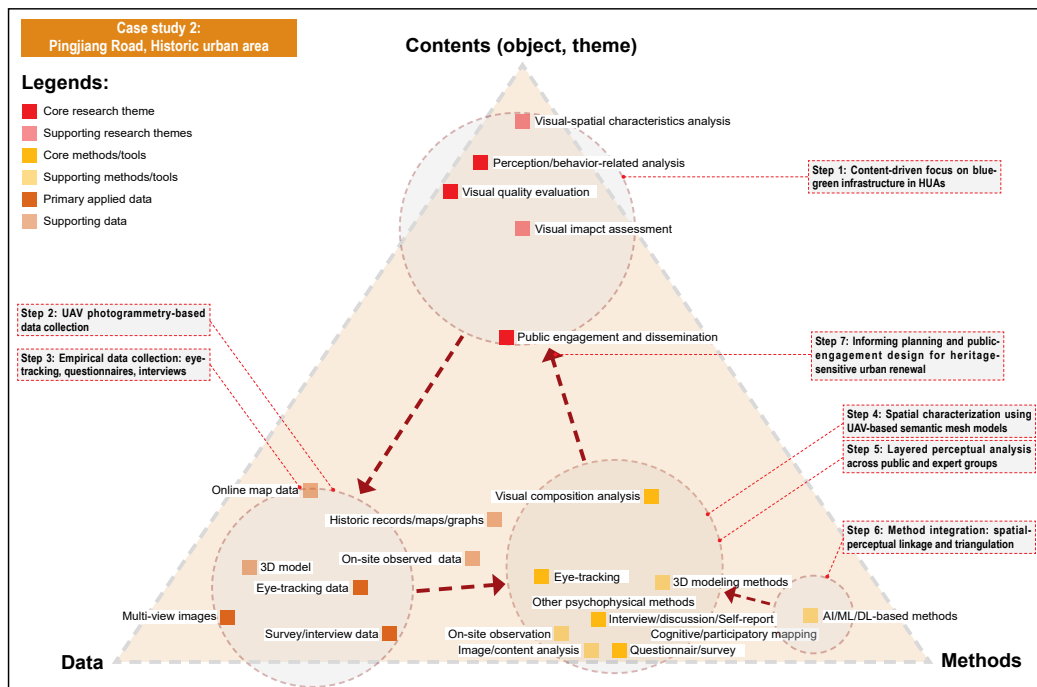 Case study 2:
Pingjiang Road, Historic urban area
Contents (object, theme)
Legends:
Core research theme
Supporting research themes
Core methods/tools
Supporting methods/tools
Primary applied data
Supporting data
Visual-spatial characteristics analysis
Perception/behavior-related analysis
Visual quality evaluation
Visual imapct assessment
Public engagement and dissemination
Step 1: Content-driven focus on blue-
green infrastructure in HUAs
Step 2: UAV photogrammetry-based
data collection
Step 3: Empirical data collection: eye-
tracking, questionnaires, interviews
Step 7: Informing planning and public-
engagement design for heritage-
sensitive urban renewal
Step 4: Spatial characterization using
UAV-based semantic mesh models
Step 5: Layered perceptual analysis
across public and expert groups
Step 6: Method integration: spatial-
perceptual linkage and triangulation
Online map data
Historic records/maps/graphs
On-site observed data
3D model
Eye-tracking data
Multi-view images
Survey/interview data
Visual composition analysis
Eye-tracking
3D modeling methods
Other psychophysical methods
Interview/discussion/Self-report
AI/ML/DL-based methods
On-site observation
Cognitive/participatory mapping
Image/content analysis
Questionnair/survey
Data
Methods